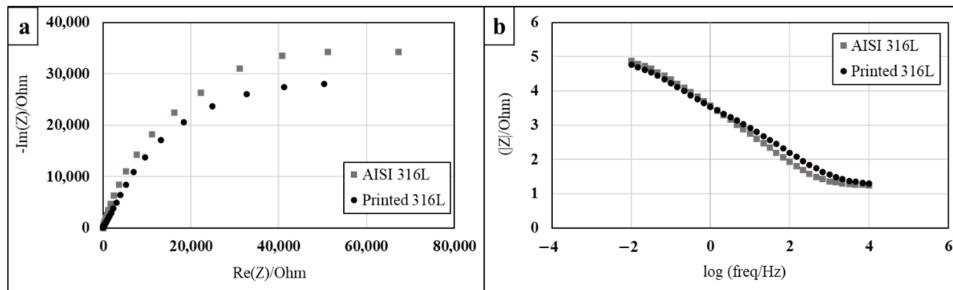 a
-Im(Z)/Ohm
40,000
30,000
20,000
10,000
0
0 20,000 40,000 60,000 80,000
Re(Z)/Ohm
AISI 316L
Printed 316L
b
(|Z|/Ohm)
6
5
4
3
2
1
0
−4 −2 0 2 4 6
log (freq/Hz)
AISI 316L
Printed 316L